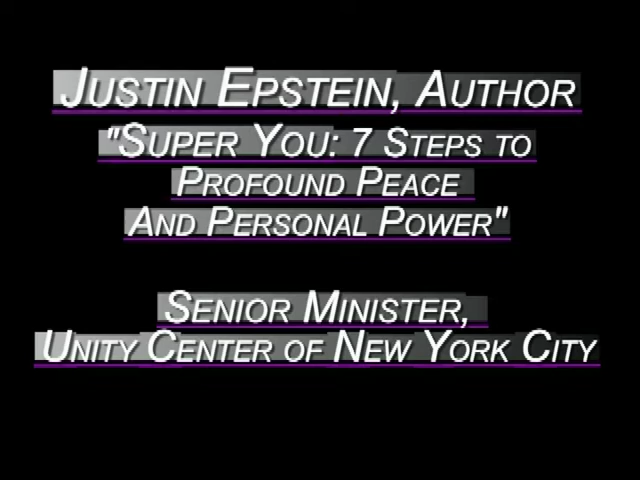 Justin Epstein, Author
"Super You: 7 Steps to
Profound Peace
And Personal Power"
Senior Minister,
Unity Center of New York City